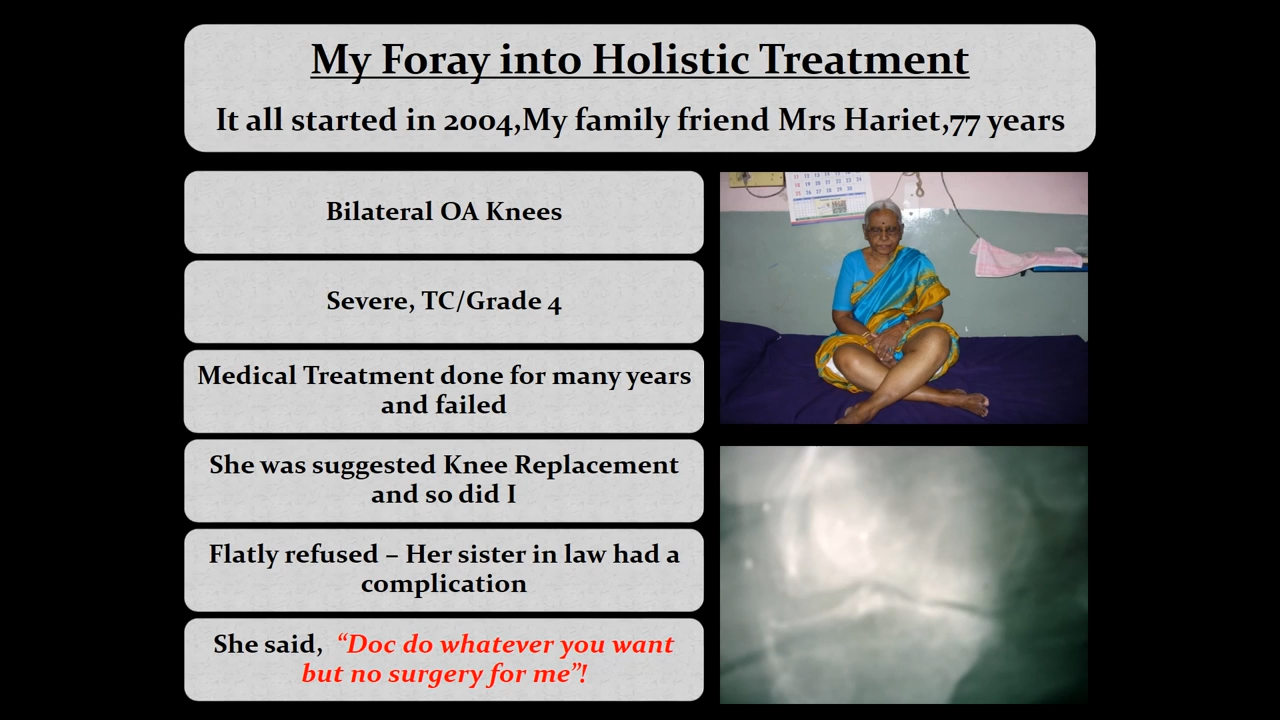 My Foray into Holistic Treatment
It all started in 2004,My family friend Mrs Hariet,77 years
Bilateral OA Knees
Severe, TC/Grade 4
Medical Treatment done for many years
and failed
She was suggested Knee Replacement
and so did I
Flatly refused – Her sister in law had a
complication
She said, “Doc do whatever you want
but no surgery for me”!